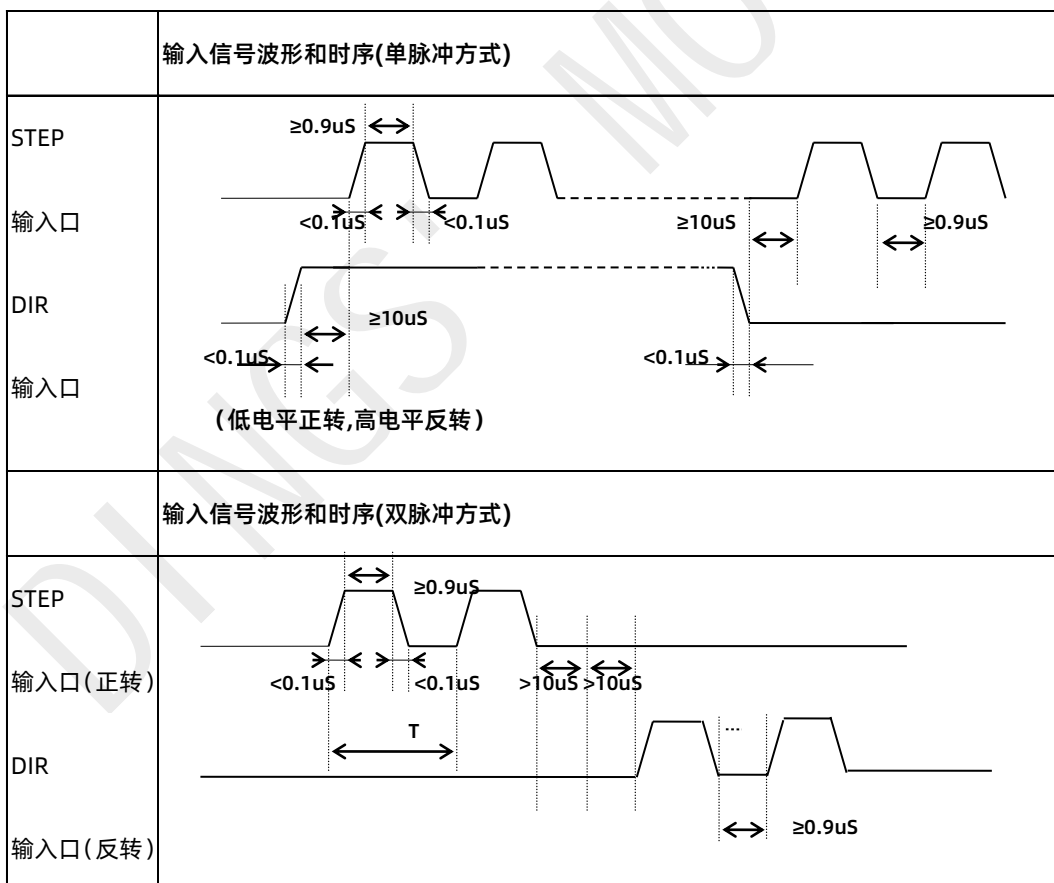 输入信号波形和时序(单脉冲方式)
STEP
输入口
≥0.9uS
<0.1uS
<0.1uS
≥10uS
≥0.9uS
DIR
输入口
≥10uS
<0.1uS
<0.1uS
(低电平正转,高电平反转)
输入信号波形和时序(双脉冲方式)
STEP
输入口(正转)
≥0.9uS
<0.1uS
<0.1uS
>10uS
>10uS
T
DIR
输入口(反转)
...
≥0.9uS
DINGS' MO